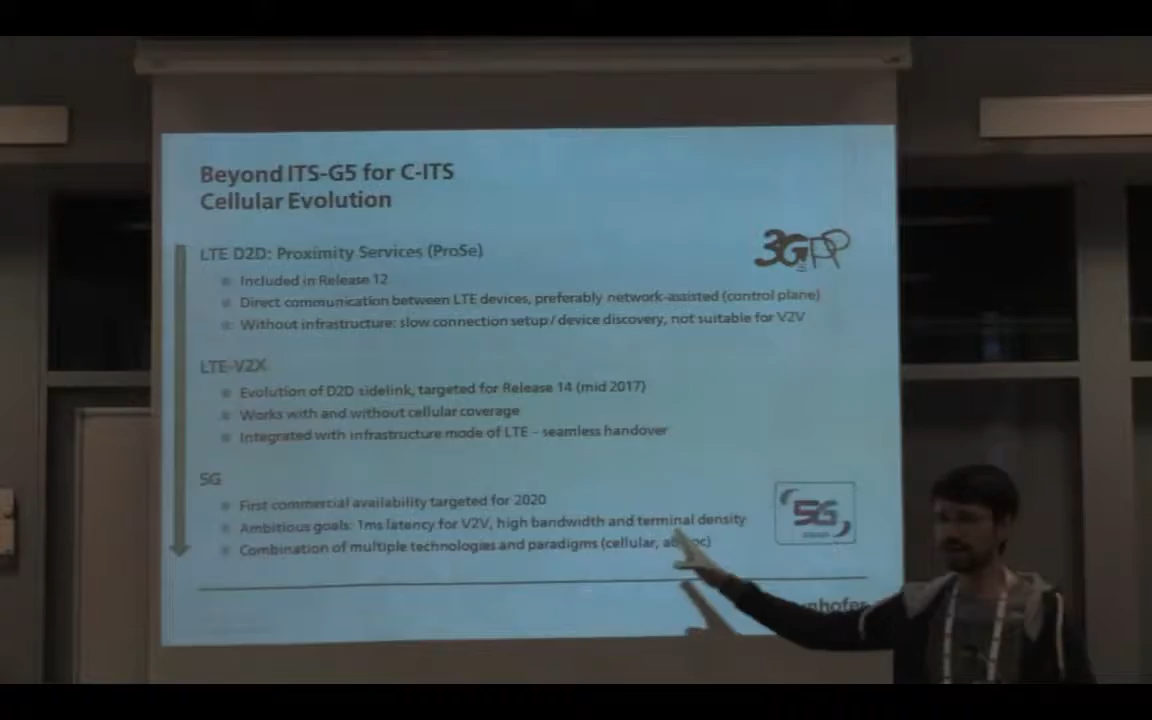 Beyond ITS-G5 for C-ITS
Cellular Evolution
LTE D2D: Proximity Services (ProSe)
3GPP
Included in Release 12
Direct communication between LTE devices, preferably network-assisted (control plane)
Without infrastructure: slow connection setup / device discovery, not suitable for V2V
LTE-V2X
Evolution of D2D sidelink, targeted for Release 14 (mid 2017)
Works with and without cellular coverage
Integrated with infrastructure mode of LTE – seamless handover
5G
First commercial availability targeted for 2020
Ambitious goals: 1ms latency for V2V, high bandwidth and terminal density
Combination of multiple technologies and paradigms (cellular, ad hoc)
5G